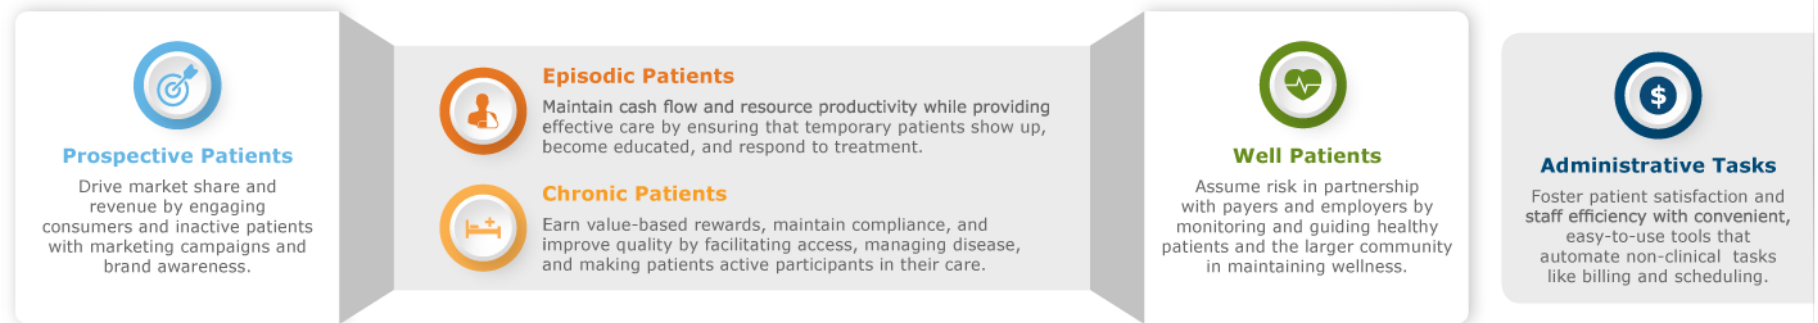 Prospective Patients
Drive market share and
revenue by engaging
consumers and inactive patients
with marketing campaigns and
brand awareness.
Episodic Patients
Maintain cash flow and resource productivity while providing
effective care by ensuring that temporary patients show up,
become educated, and respond to treatment.
Chronic Patients
Earn value-based rewards, maintain compliance, and
improve quality by facilitating access, managing disease,
and making patients active participants in their care.
Well Patients
Assume risk in partnership
with payers and employers by
monitoring and guiding healthy
patients and the larger community
in maintaining wellness.
$
Administrative Tasks
Foster patient satisfaction and
staff efficiency with convenient,
easy-to-use tools that
automate non-clinical tasks
like billing and scheduling.